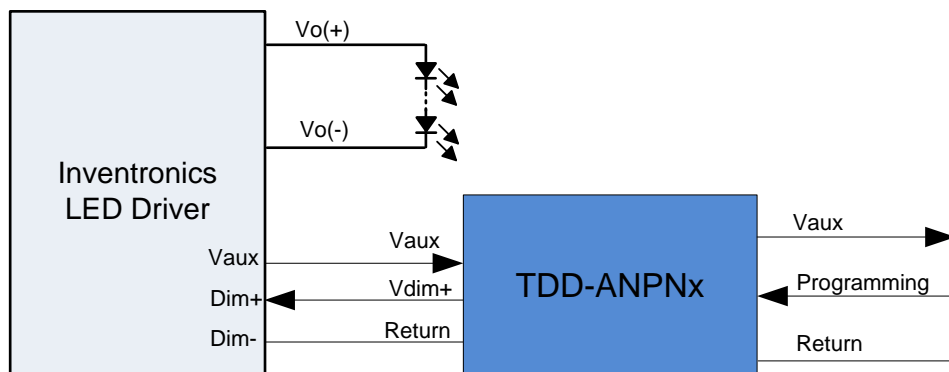 Vo(+)
Vo(-)
Inventronics
LED Driver
Vaux
Dim+
Dim-
Vaux
Vdim+
Return
TDD-ANPNx
Vaux
Programming
Return